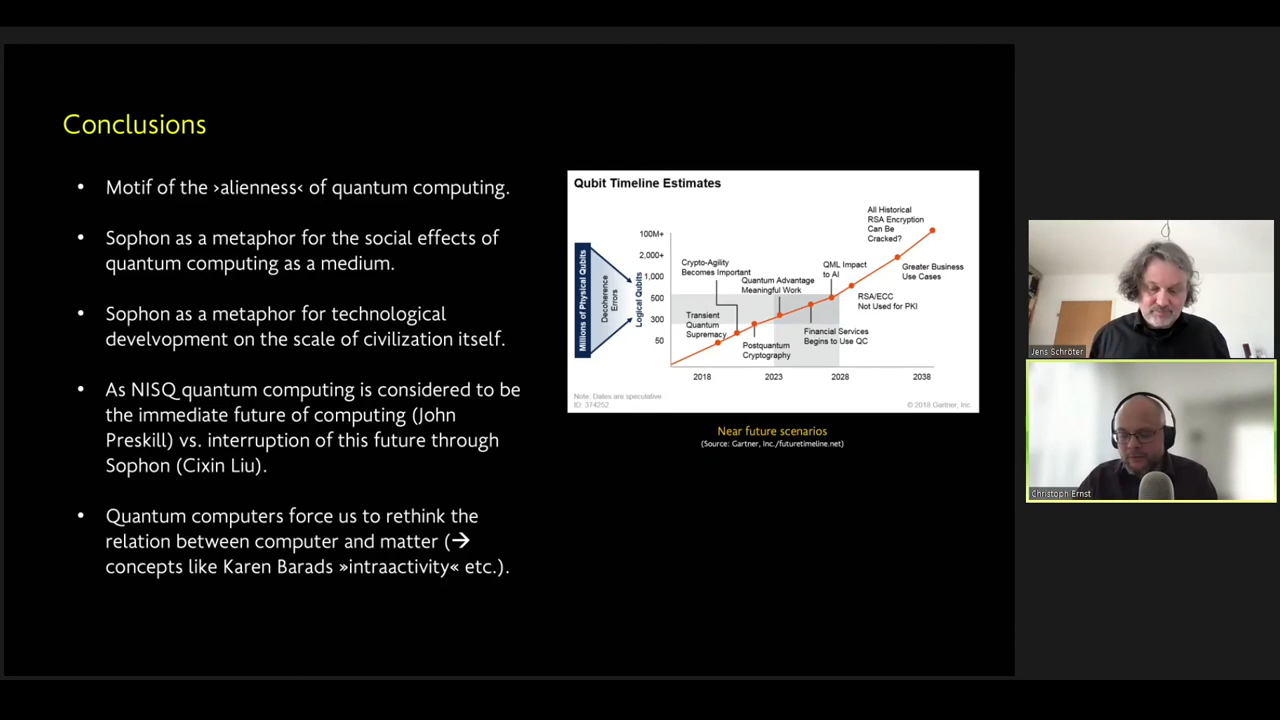 Conclusions
• Motif of the ›alienness‹ of quantum computing.
• Sophon as a metaphor for the social effects of
quantum computing as a medium.
• Sophon as a metaphor for technological
develvopment on the scale of civilization itself.
• As NISQ quantum computing is considered to be
the immediate future of computing (John
Preskill) vs. interruption of this future through
Sophon (Cixin Liu).
• Quantum computers force us to rethink the
relation between computer and matter (→
concepts like Karen Barads »intraactivity« etc.).
Qubit Timeline Estimates
Millions of Physical Qubits
Decoherence
Errors
Logical Qubits
100M+
2,000+
1,000
500
300
50
Transient
Quantum
Supremacy
Crypto-Agility
Becomes Important
Postquantum
Cryptography
Quantum Advantage
Meaningful Work
Financial Services
Begins to Use QC
QML Impact
to AI
RSA/ECC
Not Used for PKI
All Historical
RSA Encryption
Can Be
Cracked?
Greater Business
Use Cases
2018
2023
2028
2038
Note: Dates are speculative
ID: 374252
© 2018 Gartner, Inc
Near future scenarios
(Source: Gartner, Inc./futuretimeline.net)
Jens Schröter
Christoph Ernst